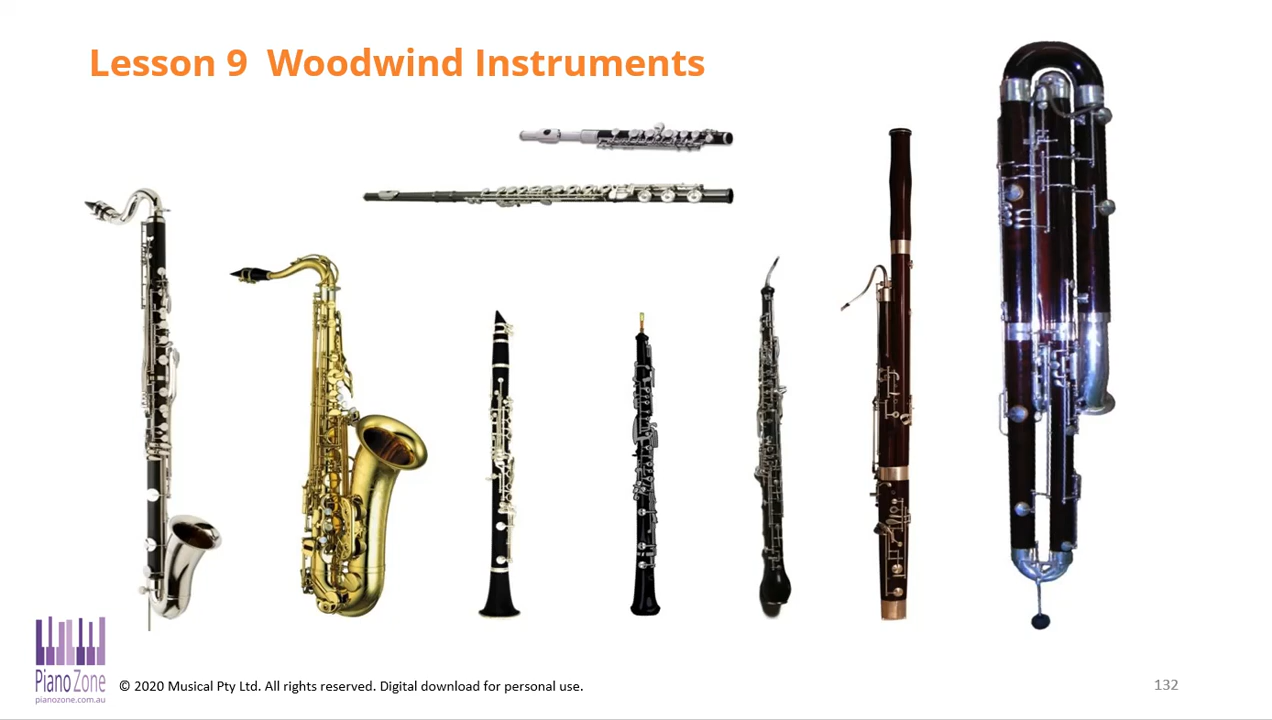 Lesson 9 Woodwind Instruments
Piano Zone
pianozone.com.au
© 2020 Musical Pty Ltd. All rights reserved. Digital download for personal use.
132